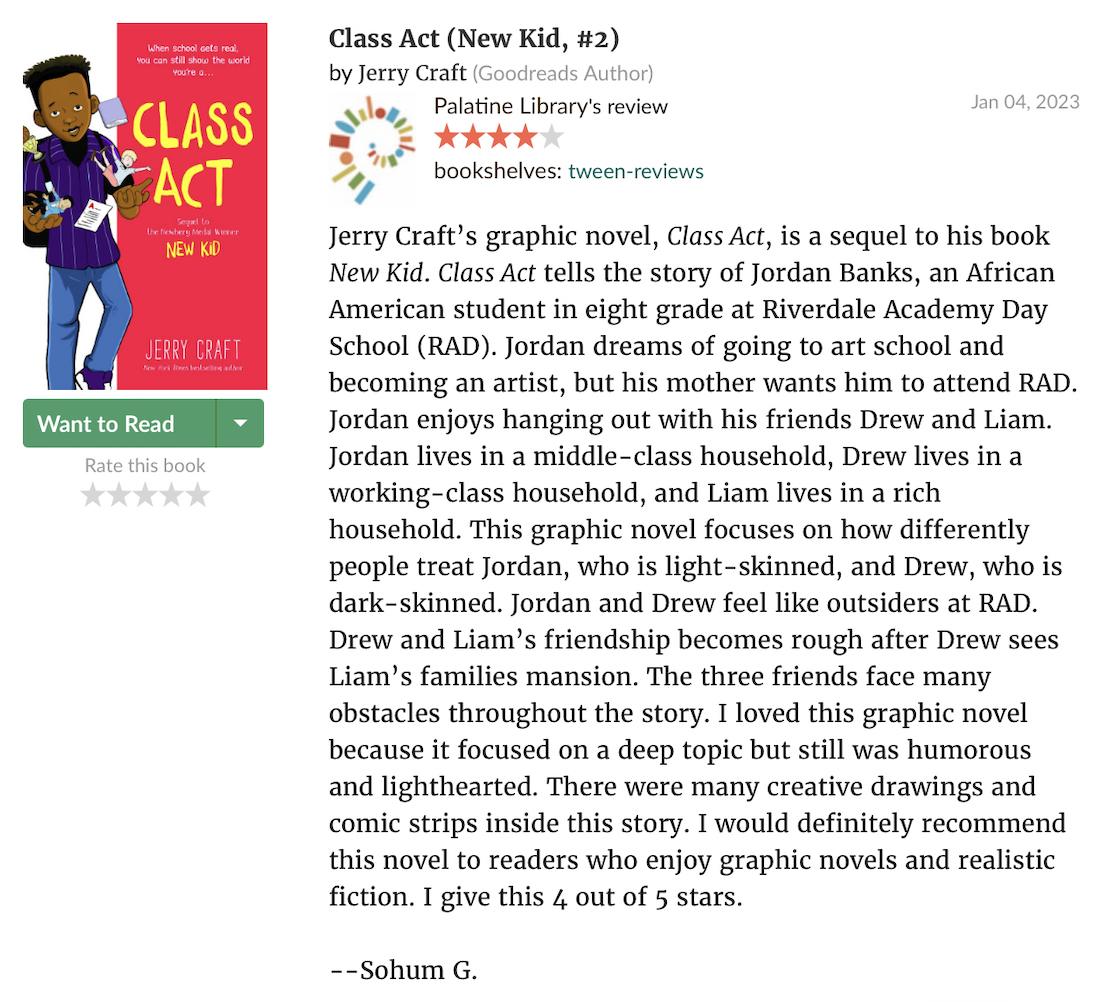 When school gets real,
you can still show the world
you're a...
CLASS
ACT
Sequel to
the Newbery Medal Winner
NEW KID
JERRY CRAFT
New York Times bestselling author
A
Want to Read
Rate this book
Class Act (New Kid, #2)
by Jerry Craft (Goodreads Author)
Palatine Library's review
Jan 04, 2023
bookshelves: tween-reviews
Jerry Craft’s graphic novel, Class Act, is a sequel to his book
New Kid. Class Act tells the story of Jordan Banks, an African
American student in eight grade at Riverdale Academy Day
School (RAD). Jordan dreams of going to art school and
becoming an artist, but his mother wants him to attend RAD.
Jordan enjoys hanging out with his friends Drew and Liam.
Jordan lives in a middle-class household, Drew lives in a
working-class household, and Liam lives in a rich
household. This graphic novel focuses on how differently
people treat Jordan, who is light-skinned, and Drew, who is
dark-skinned. Jordan and Drew feel like outsiders at RAD.
Drew and Liam’s friendship becomes rough after Drew sees
Liam’s families mansion. The three friends face many
obstacles throughout the story. I loved this graphic novel
because it focused on a deep topic but still was humorous
and lighthearted. There were many creative drawings and
comic strips inside this story. I would definitely recommend
this novel to readers who enjoy graphic novels and realistic
fiction. I give this 4 out of 5 stars.
--Sohum G.